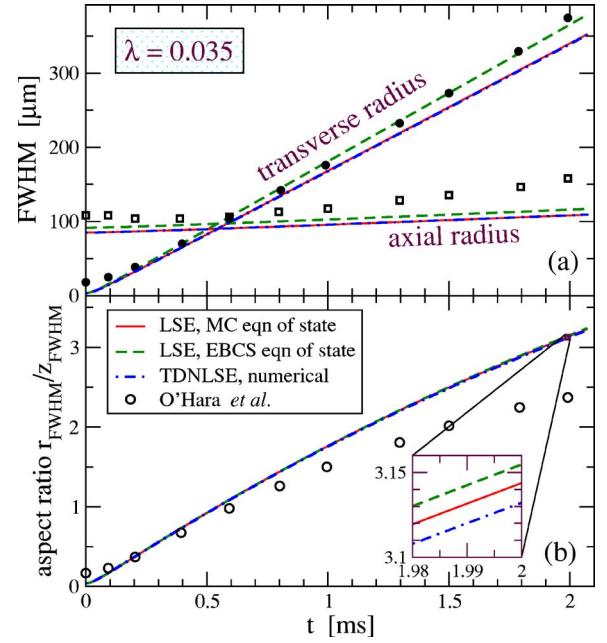 λ = 0.035
FWHM [μm]
300
200
100
0
transverse radius
axial radius
(a)
LSE, MC eqn of state
LSE, EBCS eqn of state
TDNLSE, numerical
O'Hara et al.
aspect ratio r_FWHM/z_FWHM
3
2
1
0
3.15
3.1
1.98 1.99 2
(b)
0 0.5 1 1.5 2
t [ms]